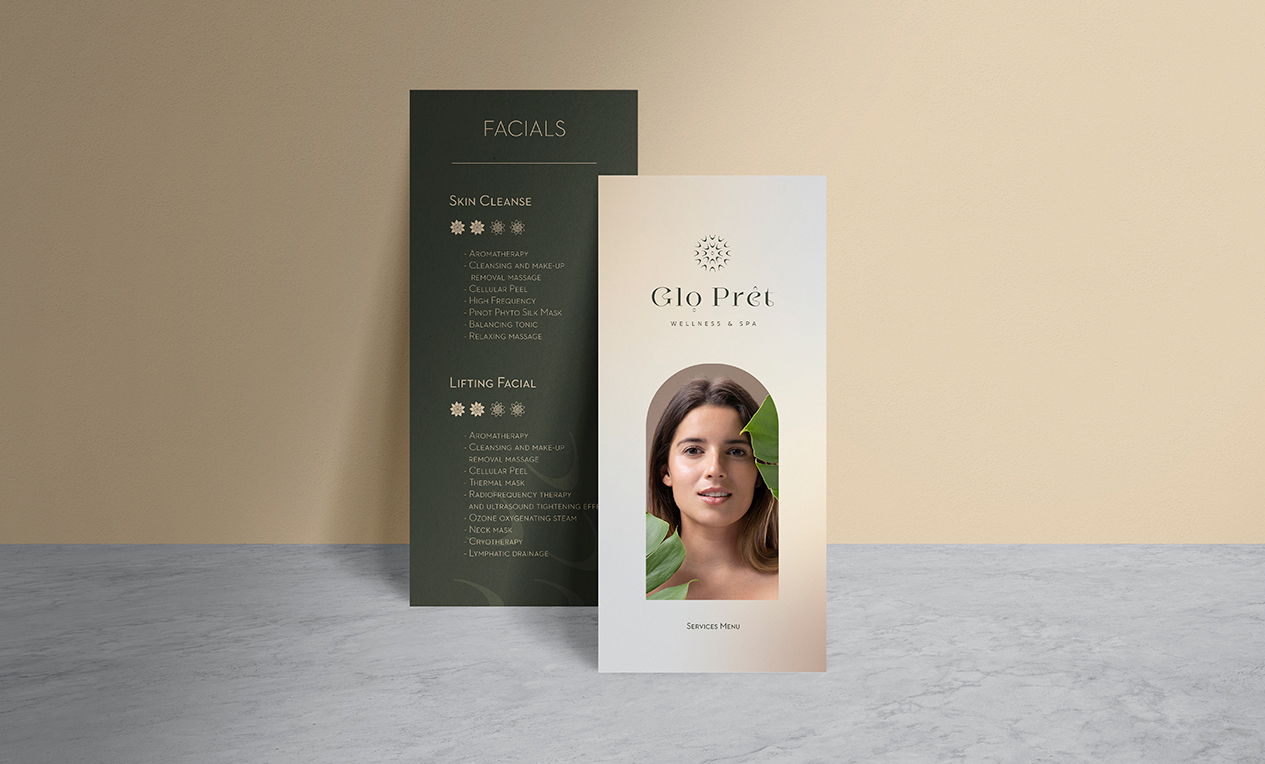 FACIALS
Skin Cleanse
- Aromatherapy
- Cleansing and make-up
removal massage
- Cellular Peel
- High Frequency
- Pinot Phyto Silk Mask
- Balancing tonic
- Relaxing massage
Lifting Facial
- Aromatherapy
- Cleansing and make-up
removal massage
- Cellular Peel
- Thermal mask
- Radiofrequency therapy
and ultrasound tightening
- Ozone oxygenating steam
- Neck mask
- Cryotherapy
- Lymphatic drainage
Glo Prêt
WELLNESS & SPA
Services Menu